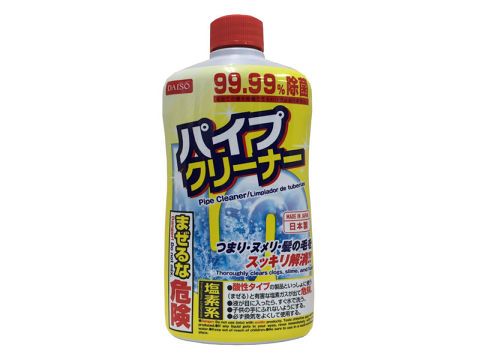 DAISO
99.99%除菌
パイプ
クリーナー
Pipe Cleaner/Limpiador de tuberías
MADE IN JAPAN
日本製
つまり・ヌメリ・髪の毛を
スッキリ解消!!
Thoroughly clears clogs, slime, and hair
まぜるな
危険
塩素系
●酸性タイプの製品といっしょに使う
(まぜる)と有害な塩素ガスが出て危険。
●液が目に入ったら、すぐ水で洗う。
●子供の手にふれないようにする。
●必ず換気をよくして使用する。